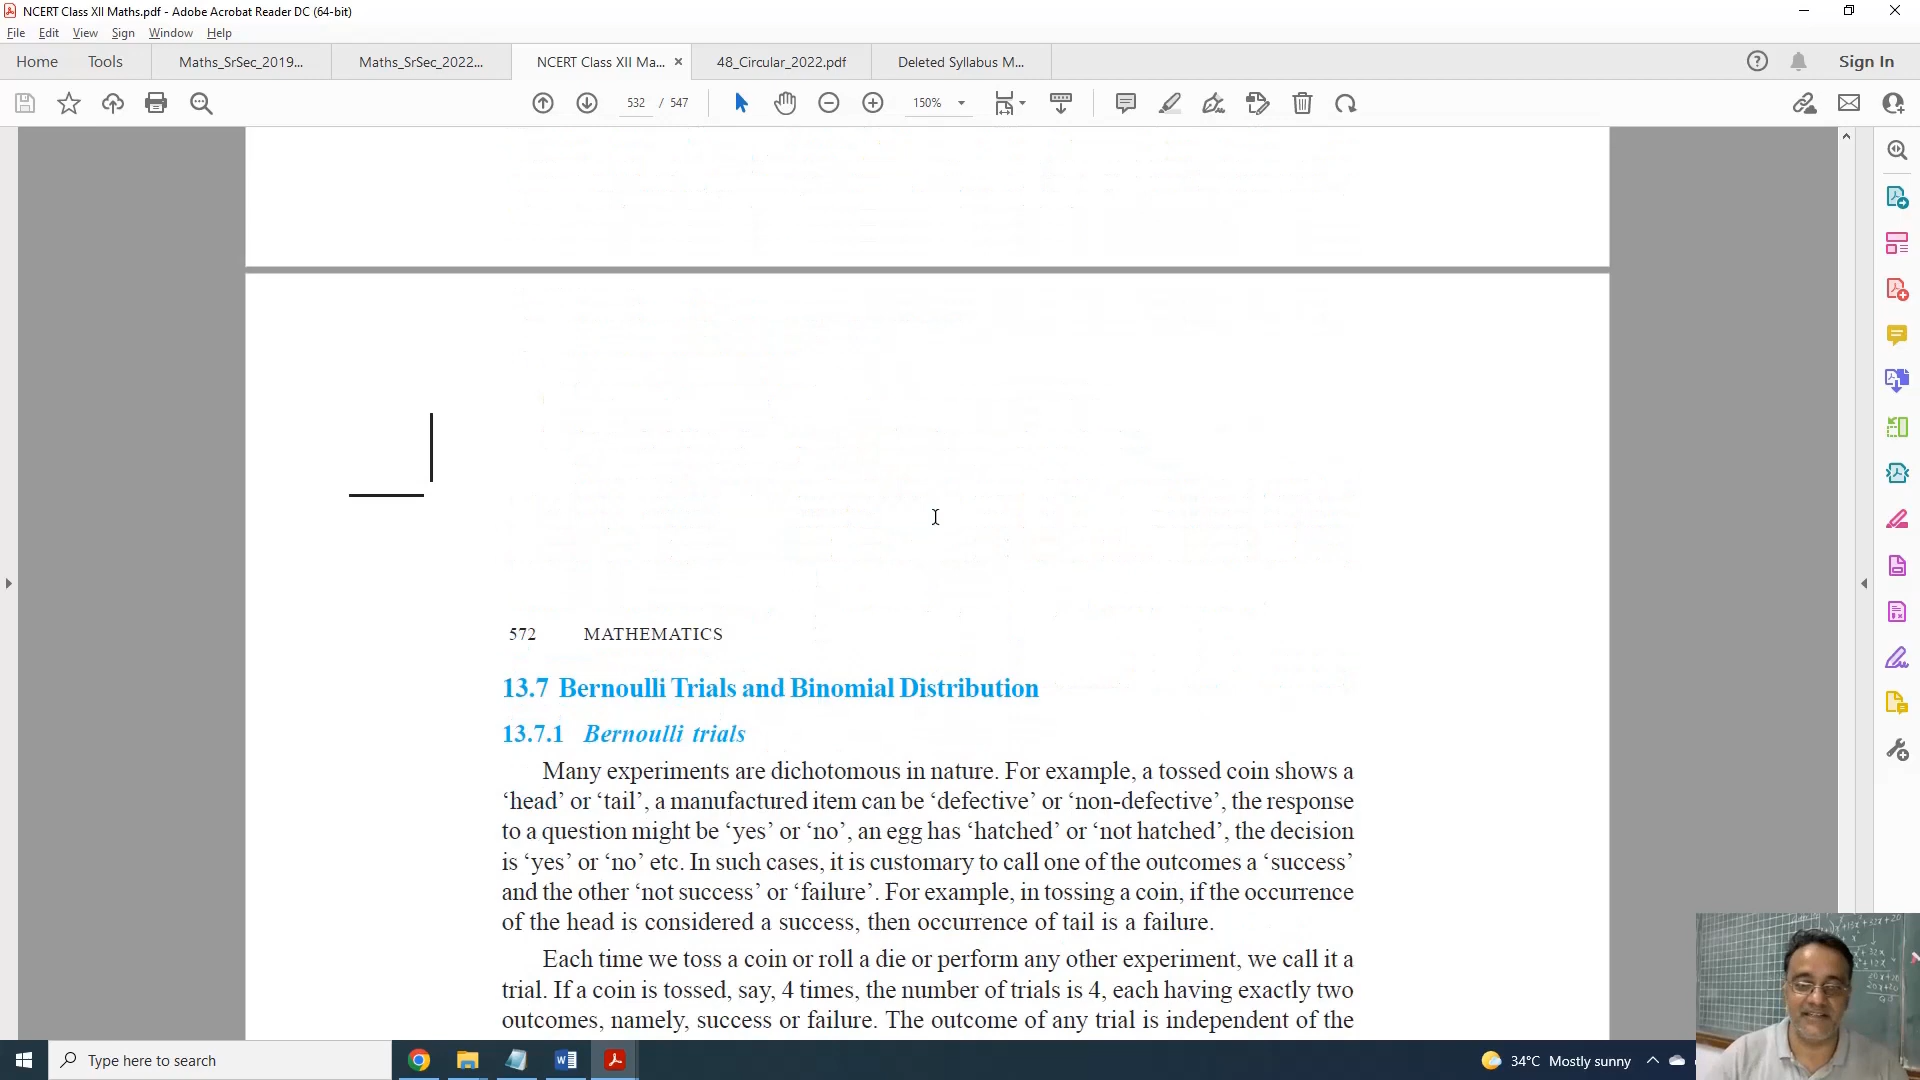 NCERT Class XII Maths.pdf - Adobe Acrobat Reader DC (64-bit)
File Edit View Sign Window Help
Home Tools Maths_SrSec_2019... Maths_SrSec_2022... NCERT Class XII Ma... 48_Circular_2022.pdf Deleted Syllabus M... Sign In
532 / 547 150%
572 MATHEMATICS
13.7 Bernoulli Trials and Binomial Distribution
13.7.1 Bernoulli trials
Many experiments are dichotomous in nature. For example, a tossed coin shows a
‘head’ or ‘tail’, a manufactured item can be ‘defective’ or ‘non-defective’, the response
to a question might be ‘yes’ or ‘no’, an egg has ‘hatched’ or ‘not hatched’, the decision
is ‘yes’ or ‘no’ etc. In such cases, it is customary to call one of the outcomes a ‘success’
and the other ‘not success’ or ‘failure’. For example, in tossing a coin, if the occurrence
of the head is considered a success, then occurrence of tail is a failure.
Each time we toss a coin or roll a die or perform any other experiment, we call it a
trial. If a coin is tossed, say, 4 times, the number of trials is 4, each having exactly two
outcomes, namely, success or failure. The outcome of any trial is independent of the
Type here to search
34°C Mostly sunny